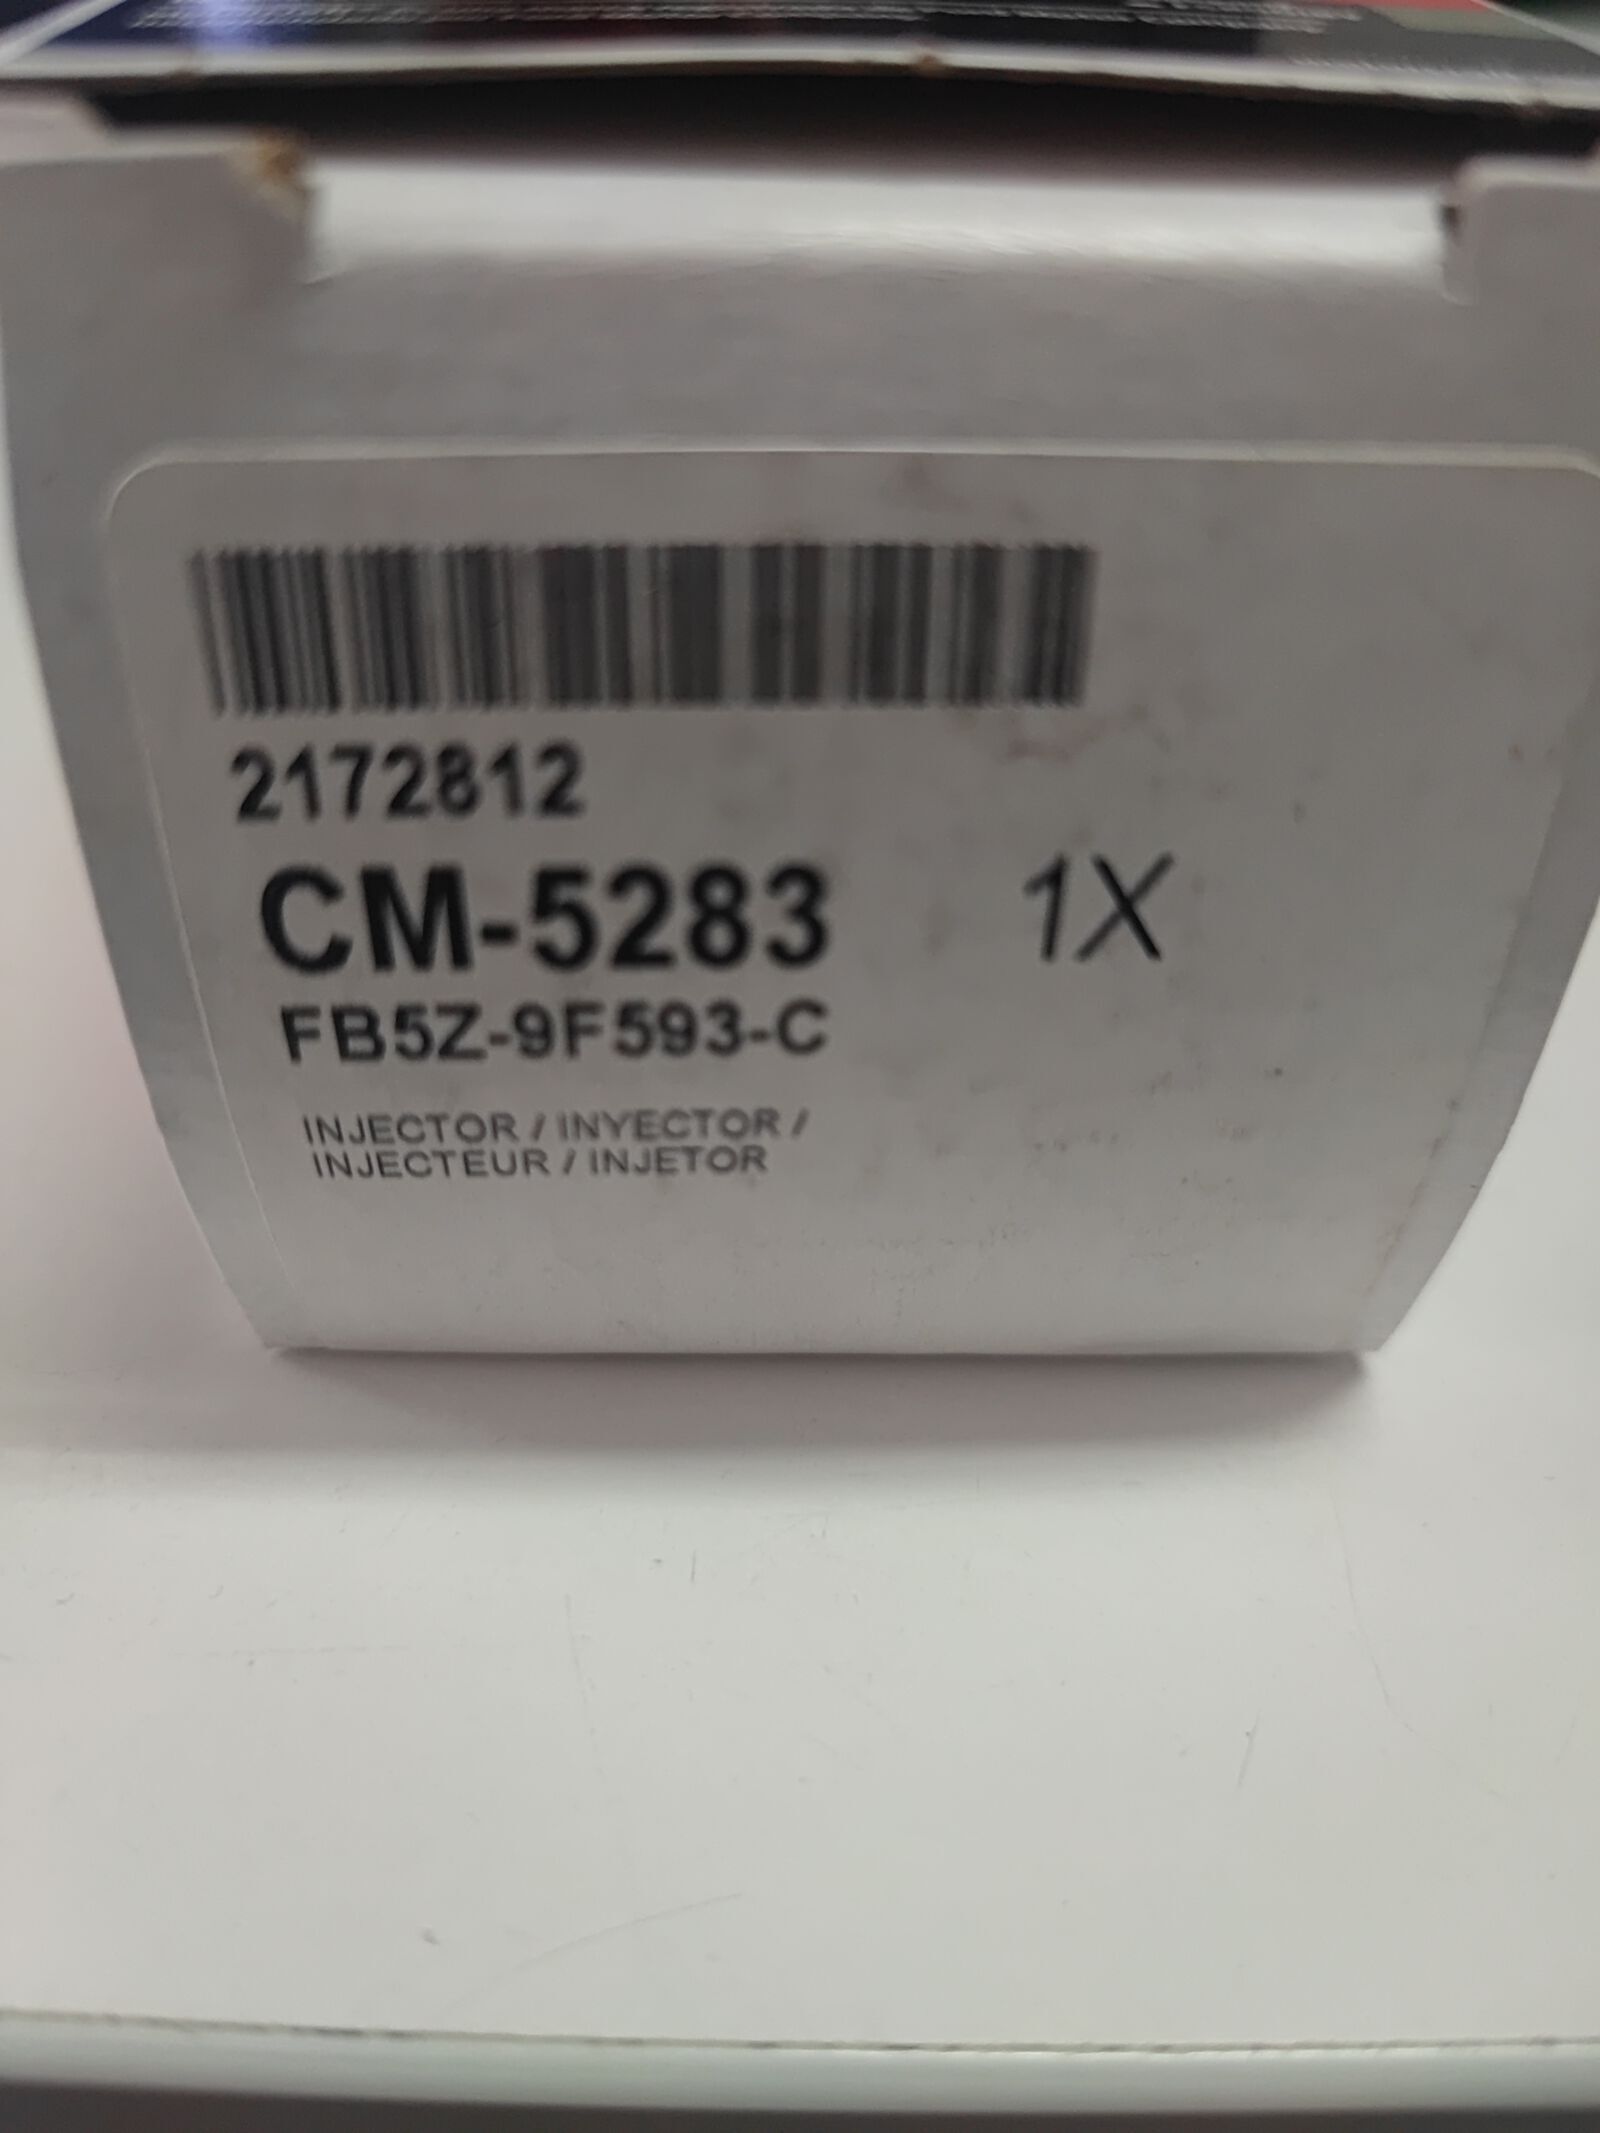 2172812
CM-5283 1X
FB5Z-9F593-C
INJECTOR / INYECTOR /
INJECTEUR / INJETOR